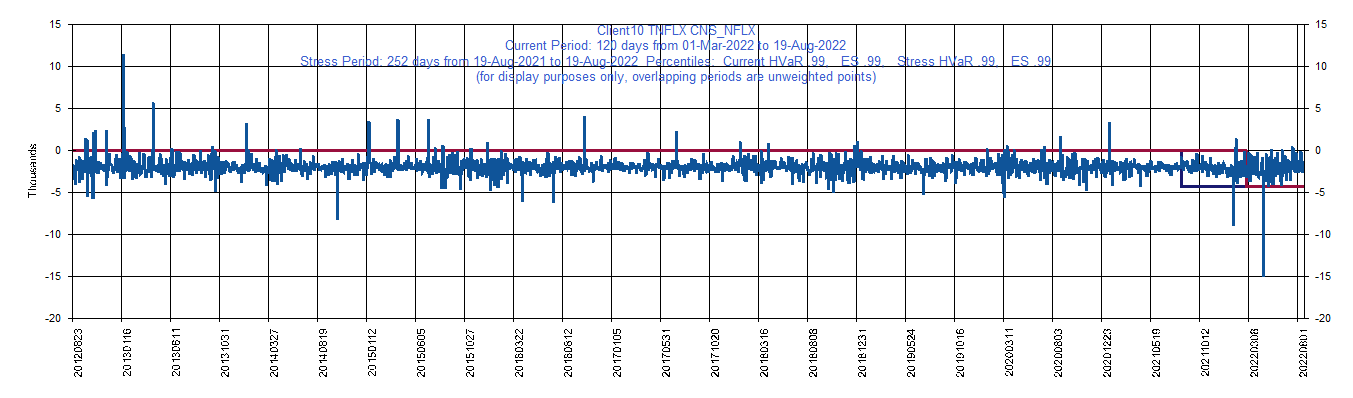 Client10 TNFLX CNS_NFLX
Current Period: 120 days from 01-Mar-2022 to 19-Aug-2022
Stress Period: 252 days from 19-Aug-2021 to 19-Aug-2022 Percentiles: Current HVaR .99, ES .99, Stress HVaR .99, ES .99
(for display purposes only, overlapping periods are unweighted points)
15 15
10 10
5 5
0 0
-5 -5
-10 -10
-15 -15
-20 -20
Thousands
20120823 20130116 20130611 20131031 20140327 20140819 20150112 20150605 20151027 20180322 20180812 20170105 20170531 20171020 20180316 20180808 20181231 20190524 20191016 20200311 20200803 20201223 20210519 20211012 20220308 20220801